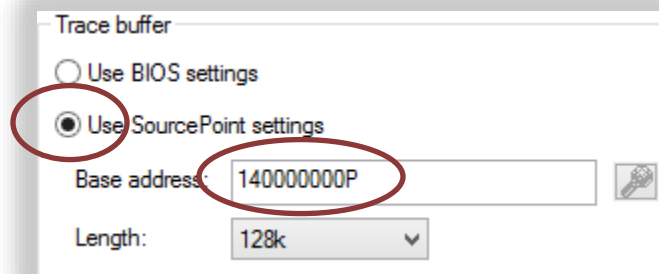 Trace buffer
Use BIOS settings
Use SourcePoint settings
Base address: 140000000P
Length: 128k